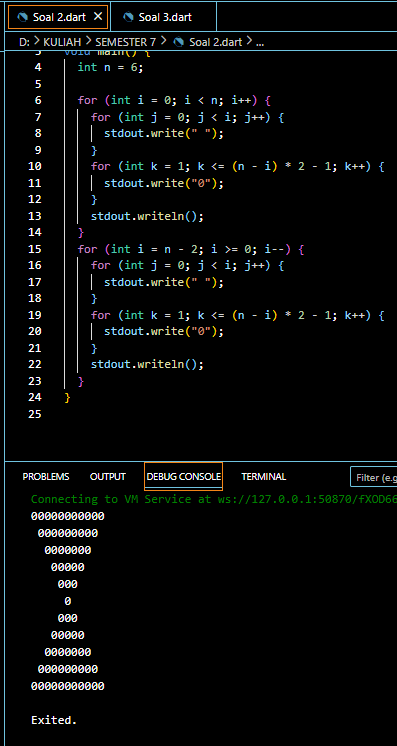 Soal 2.dart Soal 3.dart
D: > KULIAH > SEMESTER 7 > Soal 2.dart > ...
3 void main() {
4 int n = 6;
5
6 for (int i = 0; i < n; i++) {
7 for (int j = 0; j < i; j++) {
8 stdout.write(" ");
9 }
10 for (int k = 1; k <= (n - i) * 2 - 1; k++) {
11 stdout.write("0");
12 }
13 stdout.writeln();
14 }
15 for (int i = n - 2; i >= 0; i--) {
16 for (int j = 0; j < i; j++) {
17 stdout.write(" ");
18 }
19 for (int k = 1; k <= (n - i) * 2 - 1; k++) {
20 stdout.write("0");
21 }
22 stdout.writeln();
23 }
24 }
25
PROBLEMS OUTPUT DEBUG CONSOLE TERMINAL Filter (e.g
Connecting to VM Service at ws://127.0.0.1:50870/fXOD66
00000000000
000000000
0000000
00000
000
0
000
00000
0000000
000000000
00000000000
Exited.